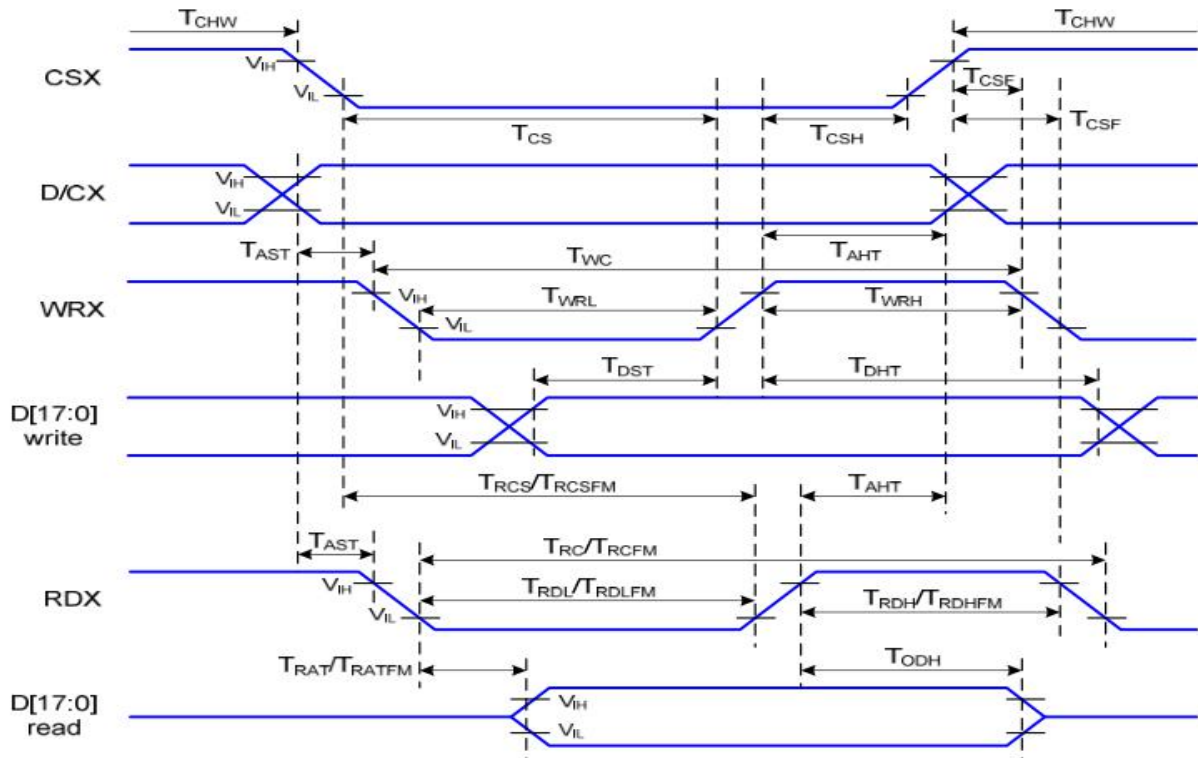 TCHW
TCHW
CSX
VIH
VIL
TCSF
TCS
TCSH
TCSF
D/CX
VIH
VIL
TAST
TWC
TAHT
WRX
VIH
VIL
TWRL
TWRH
TDST
TDHT
D[17:0]
write
VIH
VIL
TRCS/TRCSFM
TAHT
TAST
TRC/TRCFM
RDX
VIH
VIL
TRDL/TRDLFM
TRDH/TRDHFM
TRAT/TRATFM
TODH
D[17:0]
read
VIH
VIL